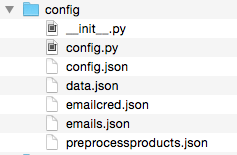 config
__init__.py
config.py
config.json
data.json
emailcred.json
emails.json
preprocessproducts.json